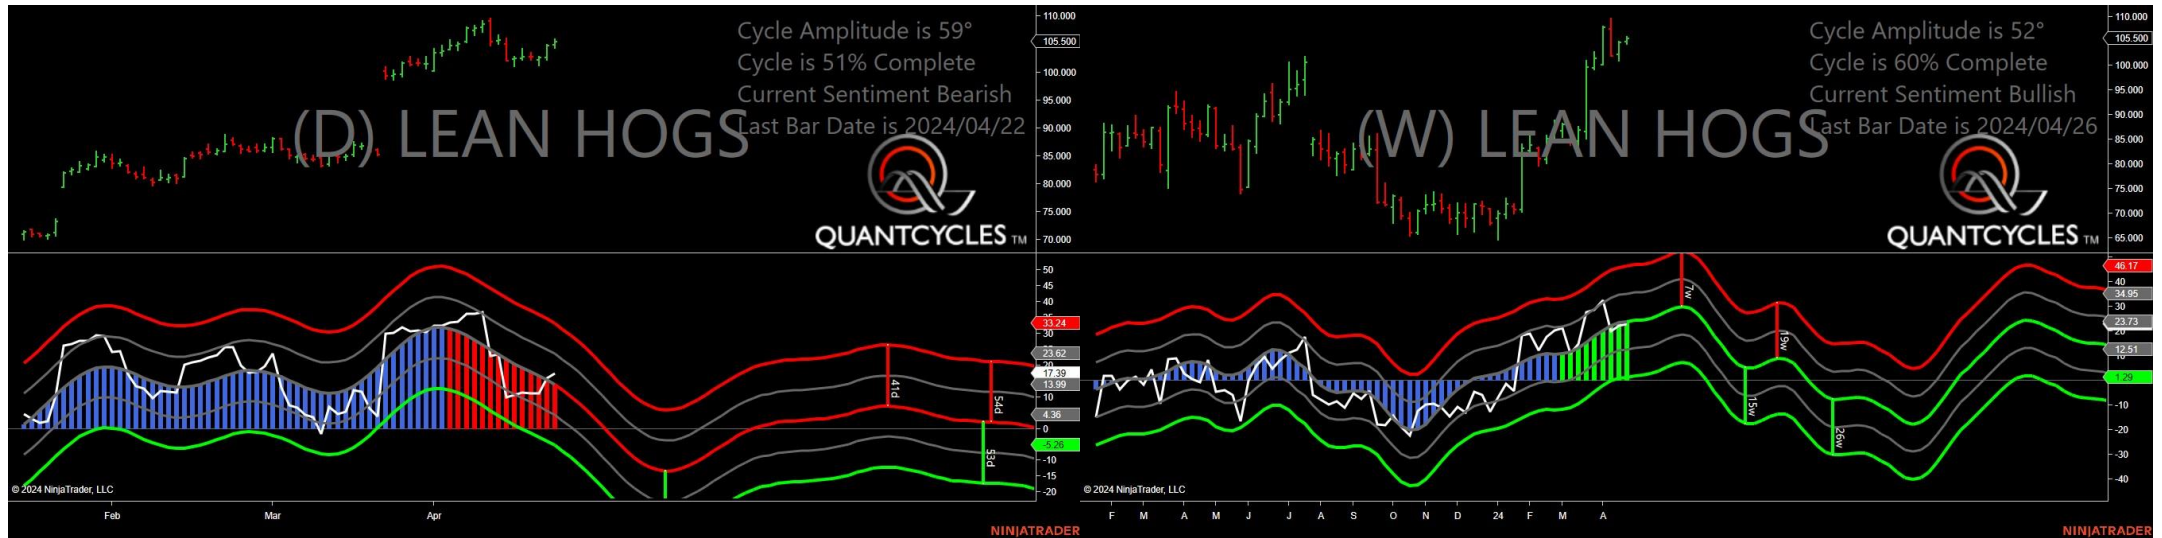 Cycle Amplitude is 59°
Cycle is 51% Complete
Current Sentiment Bearish
Last Bar Date is 2024/04/22
(D) LEAN HOGS
QUANTCYCLES TM
110.000
105.500
100.000
95.000
90.000
85.000
80.000
75.000
70.000
50
45
40
33.24
30
23.62
17.39
13.99
10
4.36
0
-5.26
-10
-15
-20
41d
54d
53d
© 2024 NinjaTrader, LLC
Feb Mar Apr
NINJATRADER
Cycle Amplitude is 52°
Cycle is 60% Complete
Current Sentiment Bullish
Last Bar Date is 2024/04/26
(W) LEAN HOGS
QUANTCYCLES TM
110.000
105.500
100.000
95.000
90.000
85.000
80.000
75.000
70.000
65.000
46.17
34.95
30
23.73
12.51
1.29
-10
-20
-30
-40
7w
19w
15w
26w
© 2024 NinjaTrader, LLC
F M A M J J A S O N D 24 F M A
NINJATRADER